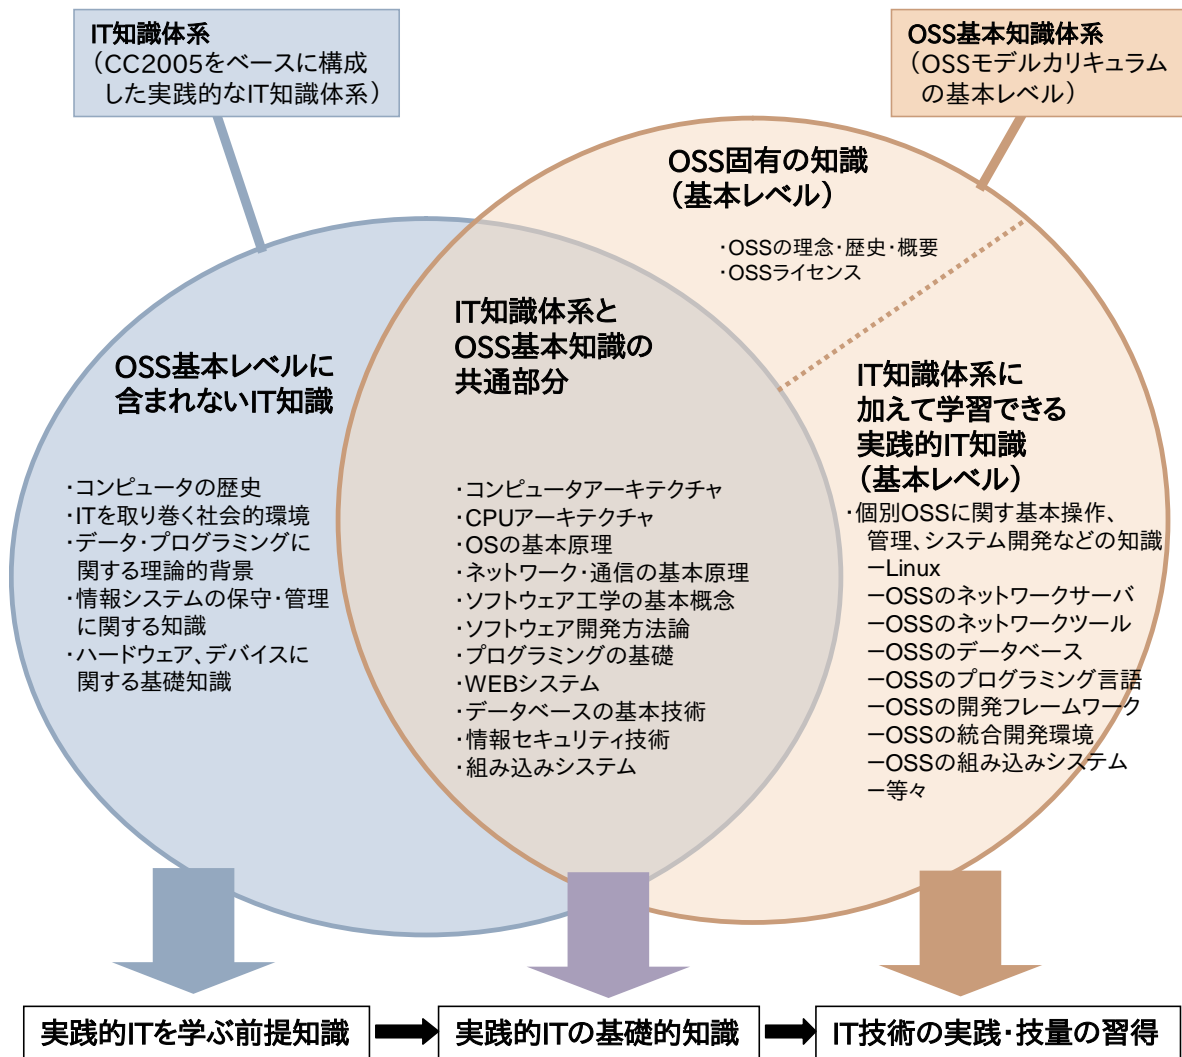 IT知識体系
（CC2005をベースに構成
した実践的なIT知識体系）
OSS基本知識体系
（OSSモデルカリキュラム
の基本レベル）
OSS固有の知識
（基本レベル）
・OSSの理念・歴史・概要
・OSSライセンス
OSS基本レベルに
含まれないIT知識
・コンピュータの歴史
・ITを取り巻く社会的環境
・データ・プログラミングに
関する理論的背景
・情報システムの保守・管理
に関する知識
・ハードウェア、デバイスに
関する基礎知識
IT知識体系と
OSS基本知識の
共通部分
・コンピュータアーキテクチャ
・CPUアーキテクチャ
・OSの基本原理
・ネットワーク・通信の基本原理
・ソフトウェア工学の基本概念
・ソフトウェア開発方法論
・プログラミングの基礎
・WEBシステム
・データベースの基本技術
・情報セキュリティ技術
・組み込みシステム
IT知識体系に
加えて学習できる
実践的IT知識
（基本レベル）
・個別OSSに関す基本操作、
管理、システム開発などの知識
－Linux
－OSSのネットワークサーバ
－OSSのネットワークツール
－OSSのデータベース
－OSSのプログラミング言語
－OSSの開発フレームワーク
－OSSの統合開発環境
－OSSの組み込みシステム
－等々
実践的ITを学ぶ前提知識
実践的ITの基礎的知識
IT技術の実践・技量の習得